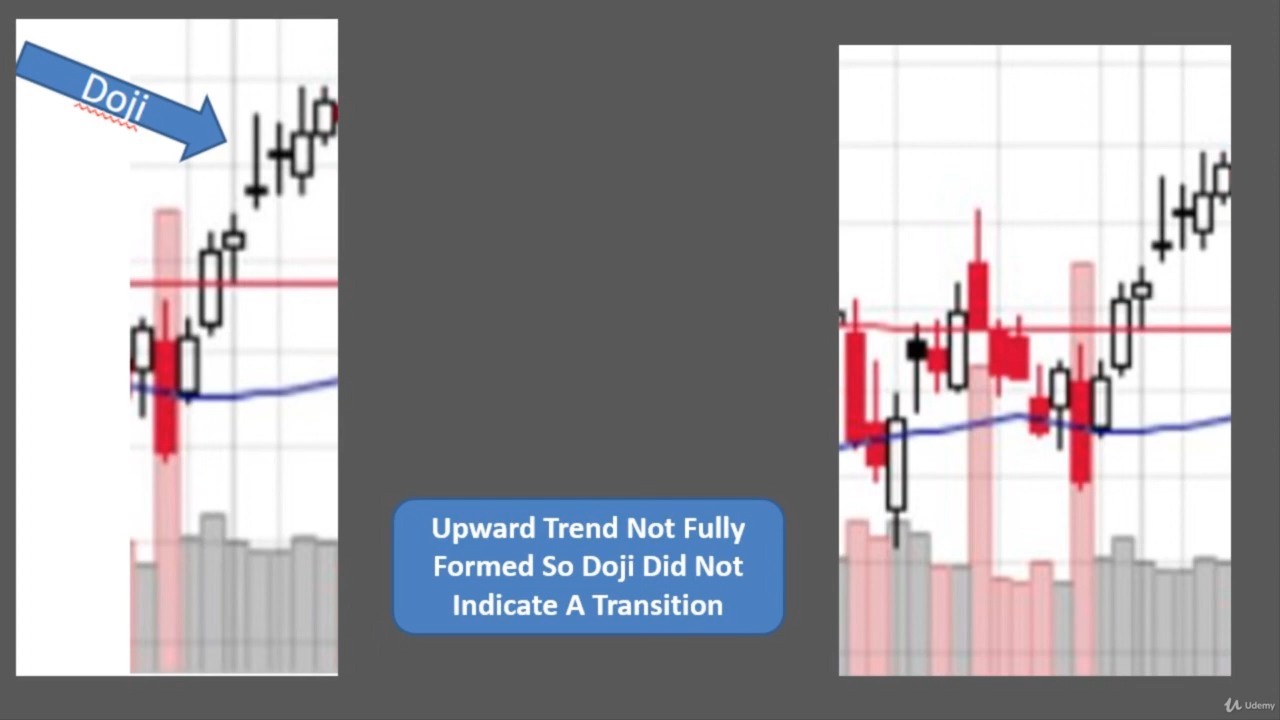 Doji
Upward Trend Not Fully
Formed So Doji Did Not
Indicate A Transition
Udemy